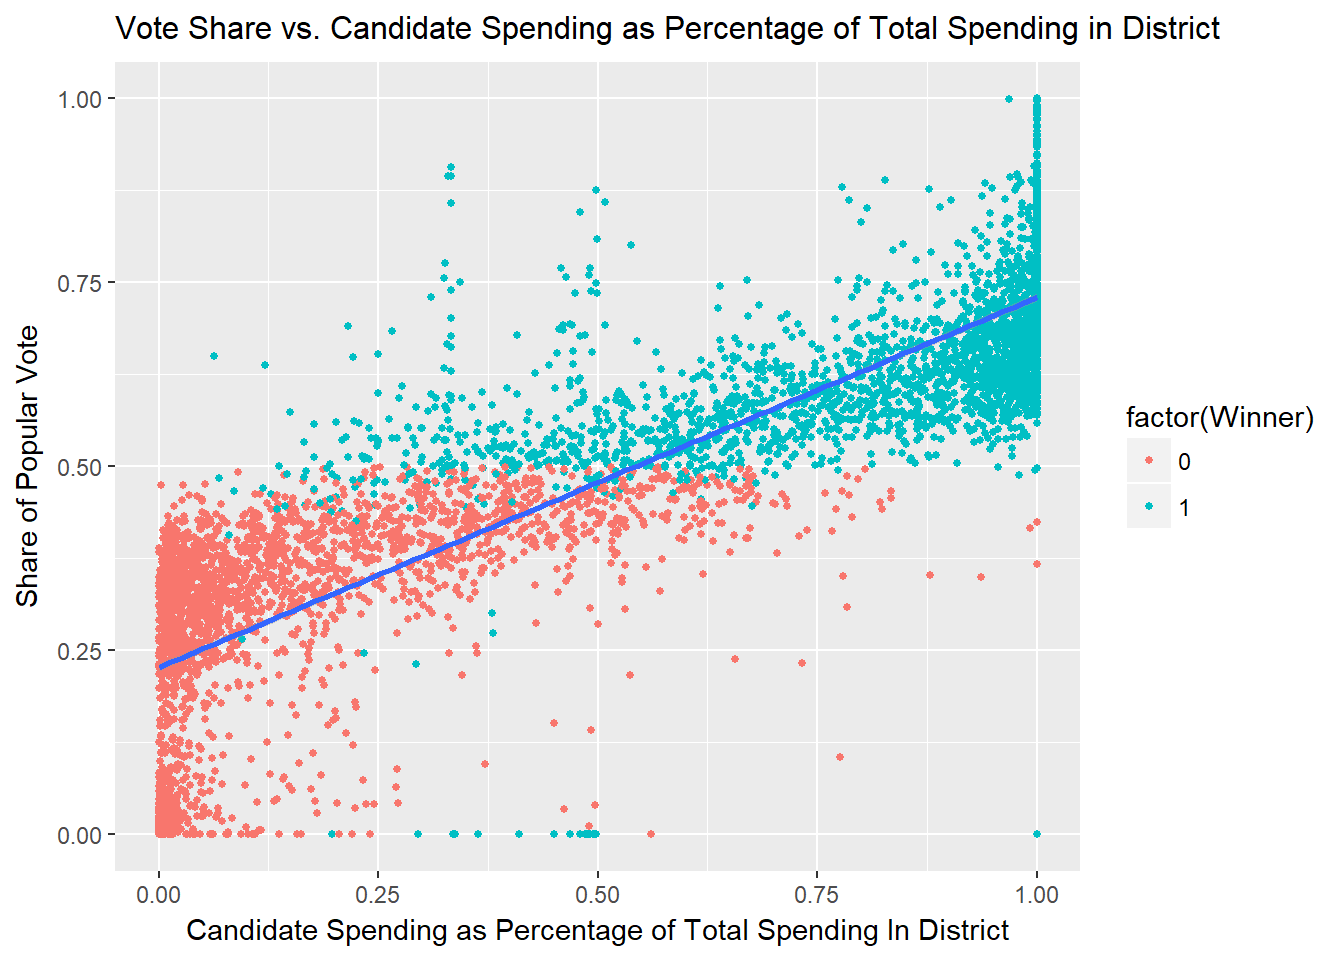 Vote Share vs. Candidate Spending as Percentage of Total Spending in District
Share of Popular Vote
1.00
0.75
0.50
0.25
0.00
0.00 0.25 0.50 0.75 1.00
Candidate Spending as Percentage of Total Spending In District
factor(Winner)
0
1